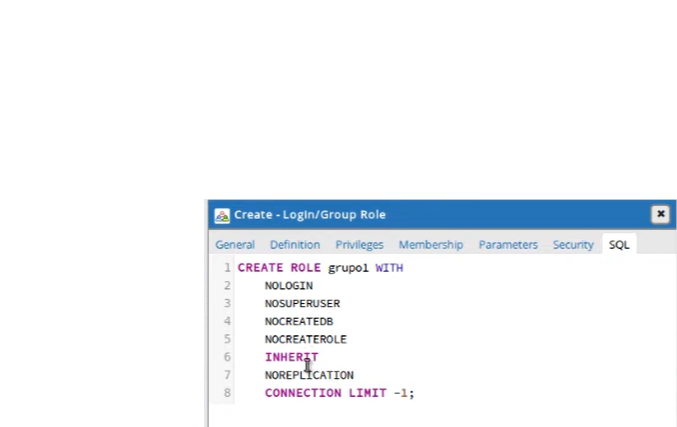 Create - Login/Group Role
General Definition Privileges Membership Parameters Security SQL
1 CREATE ROLE grupo1 WITH
2 NOLOGIN
3 NOSUPERUSER
4 NOCREATEDB
5 NOCREATEROLE
6 INHERIT
7 NOREPLICATION
8 CONNECTION LIMIT -1;